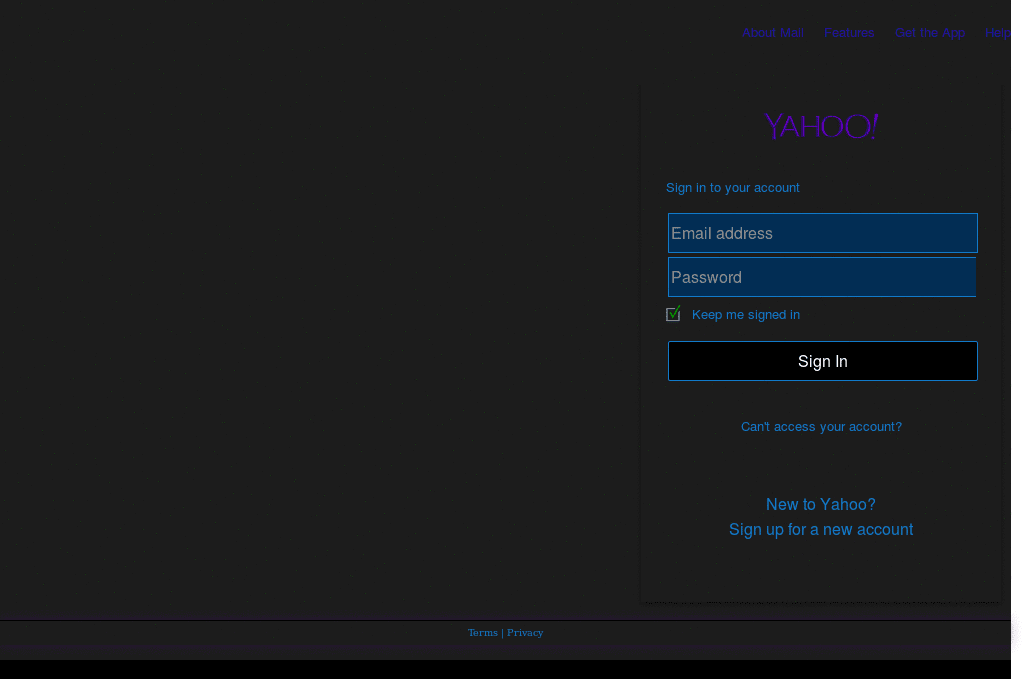 About Mail Features Get the App Help
YAHOO!
Sign in to your account
Email address
Password
Keep me signed in
Sign In
Can't access your account?
New to Yahoo?
Sign up for a new account
Terms | Privacy